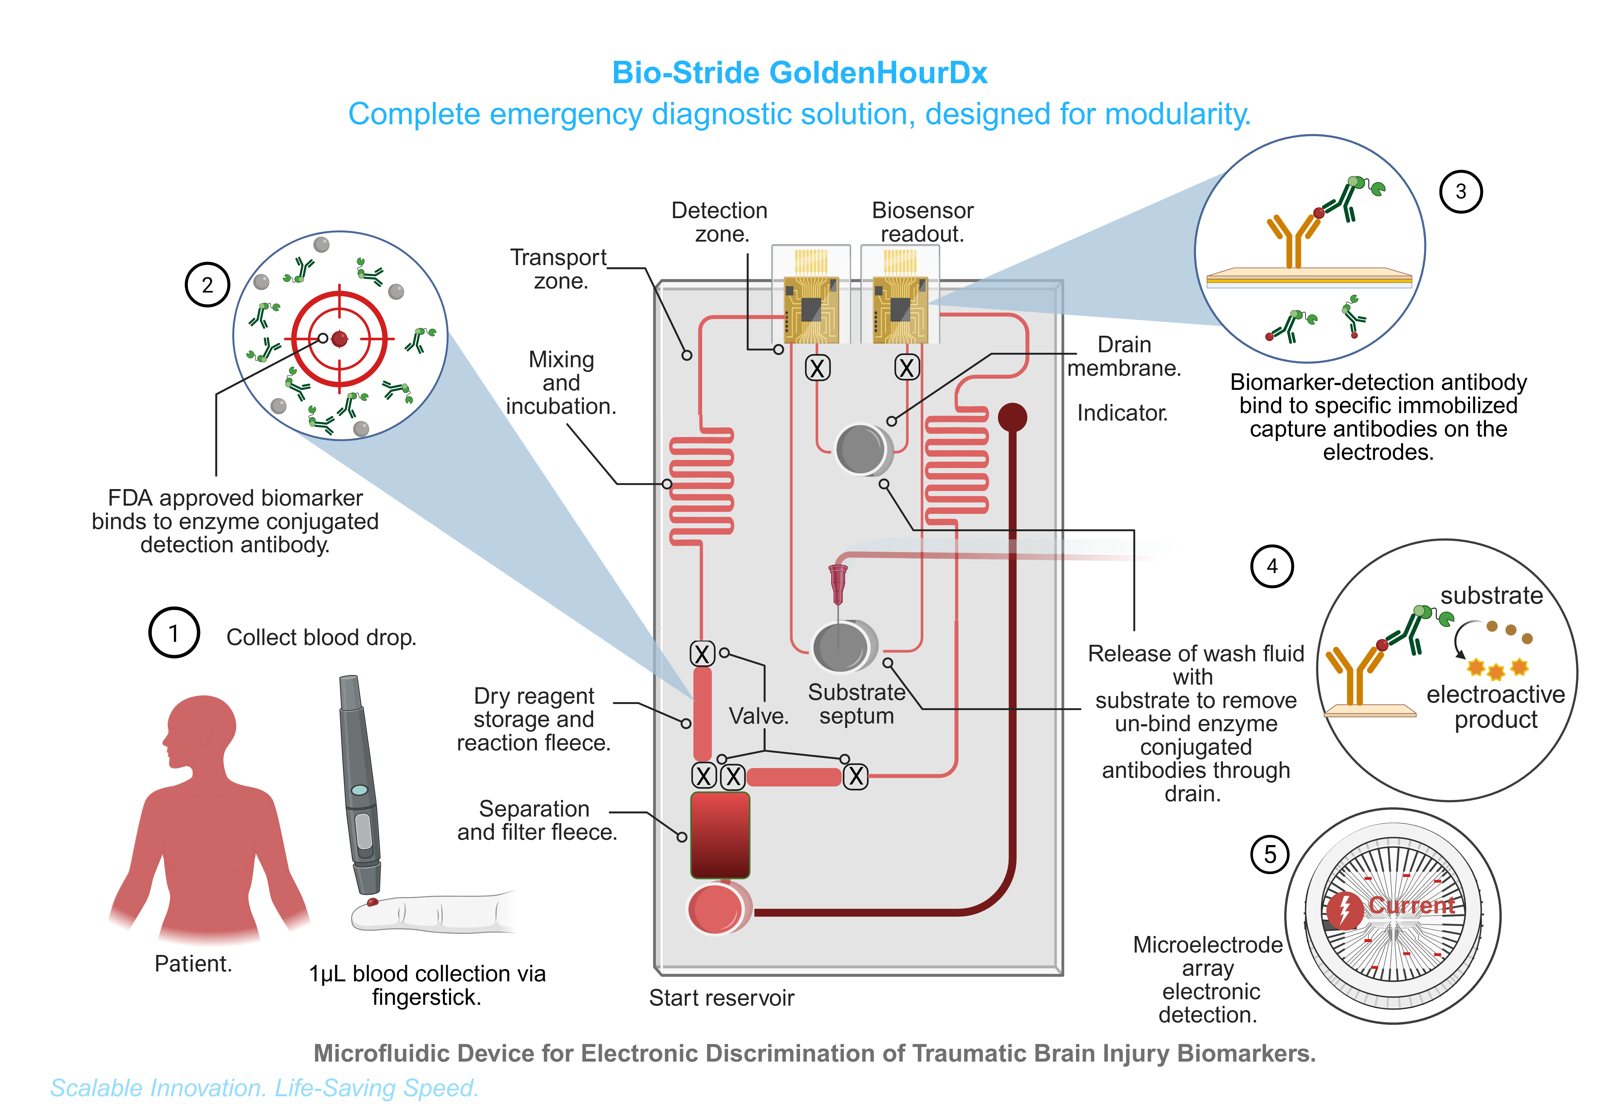 Bio-Stride GoldenHourDx
Complete emergency diagnostic solution, designed for modularity.
1
Collect blood drop.
Patient.
1µL blood collection via
fingerstick.
2
FDA approved biomarker
binds to enzyme conjugated
detection antibody.
Transport
zone.
Detection
zone.
Biosensor
readout.
Mixing
and
incubation.
X
X
Drain
membrane.
Indicator.
X
Dry reagent
storage and
reaction fleece.
Valve.
Substrate
septum
X
X
X
Separation
and filter fleece.
Start reservoir
3
Biomarker-detection antibody
bind to specific immobilized
capture antibodies on the
electrodes.
4
substrate
electroactive
product
Release of wash fluid
with
substrate to remove
un-bind enzyme
conjugated
antibodies through
drain.
5
Current
Microelectrode
array
electronic
detection.
Microfluidic Device for Electronic Discrimination of Traumatic Brain Injury Biomarkers.
Scalable Innovation. Life-Saving Speed.